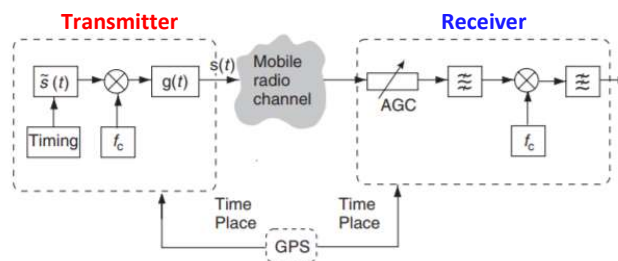 Transmitter
Receiver
s̃ (t)
g(t)
s(t)
Mobile
radio
channel
AGC
Timing
f_c
f_c
Time
Place
Time
Place
GPS